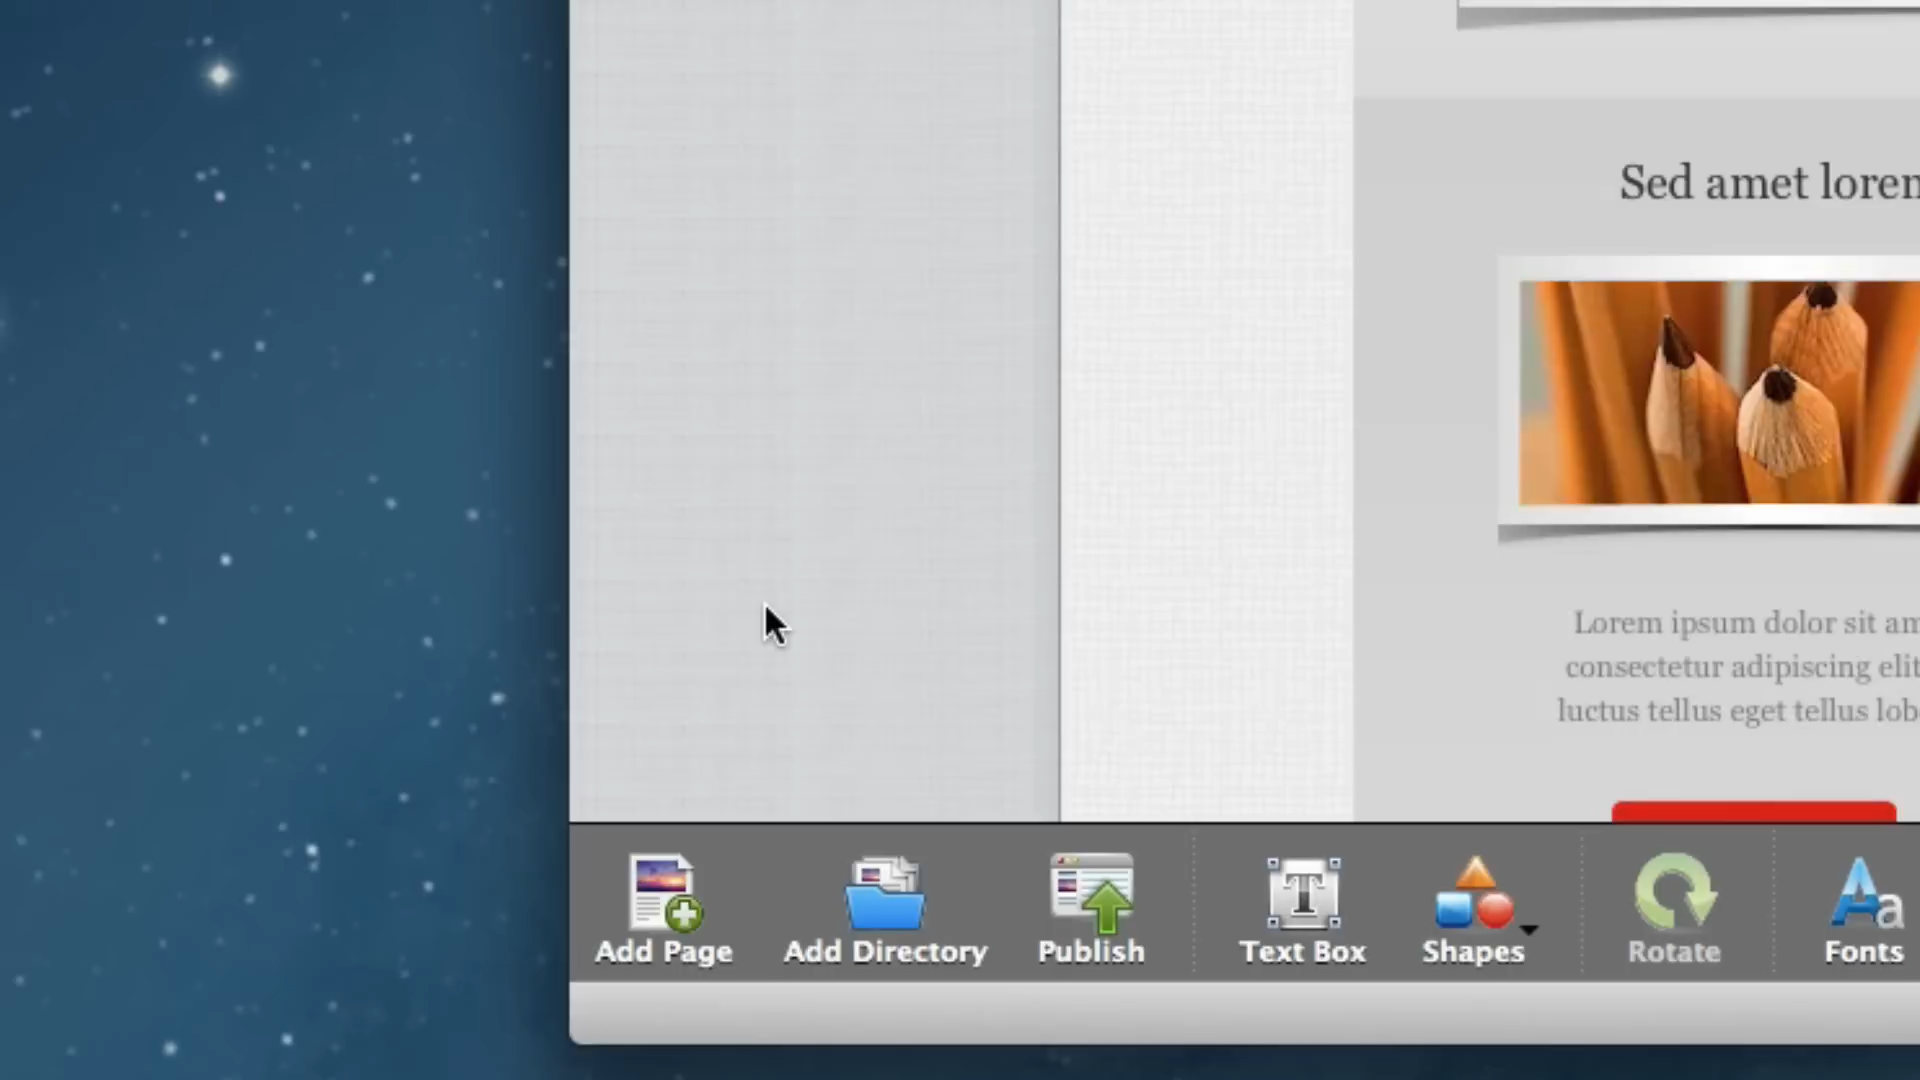 Sed amet lorem
Lorem ipsum dolor sit am
consectetur adipiscing elit
luctus tellus eget tellus lob
Add Page
Add Directory
Publish
Text Box
Shapes
Rotate
Fonts